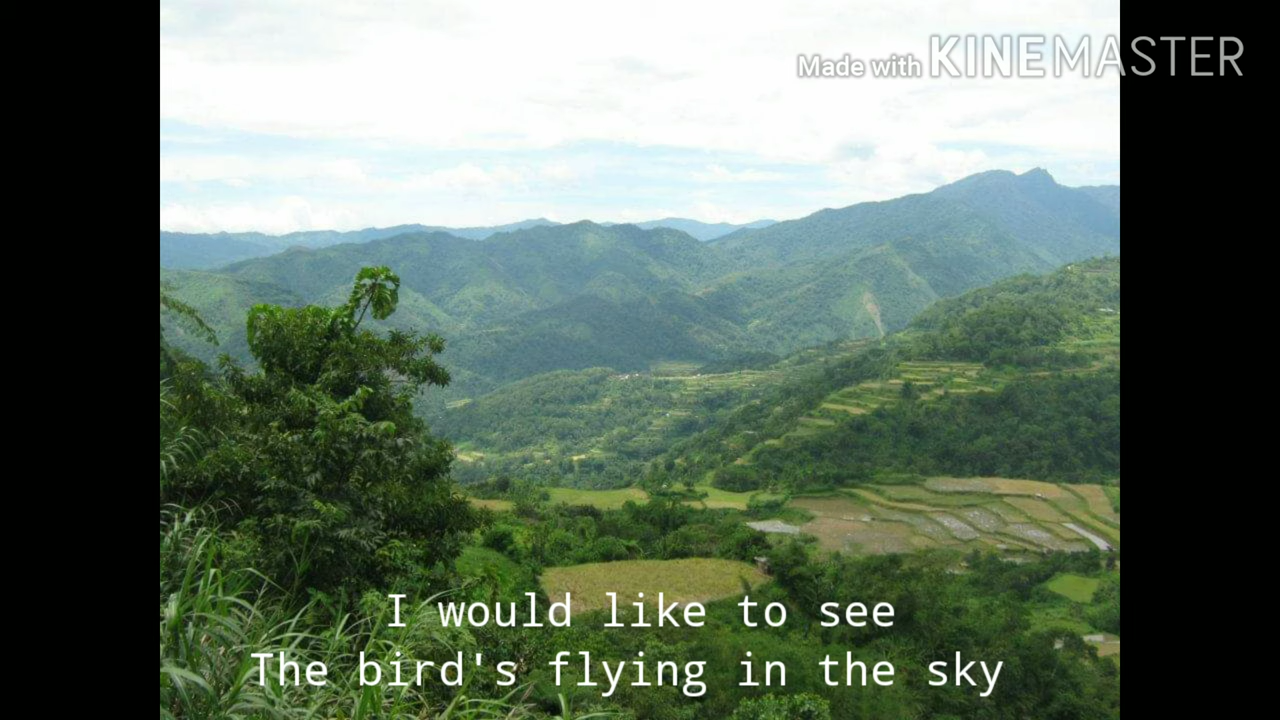 Made with KINEMASTER
I would like to see
The bird's flying in the sky